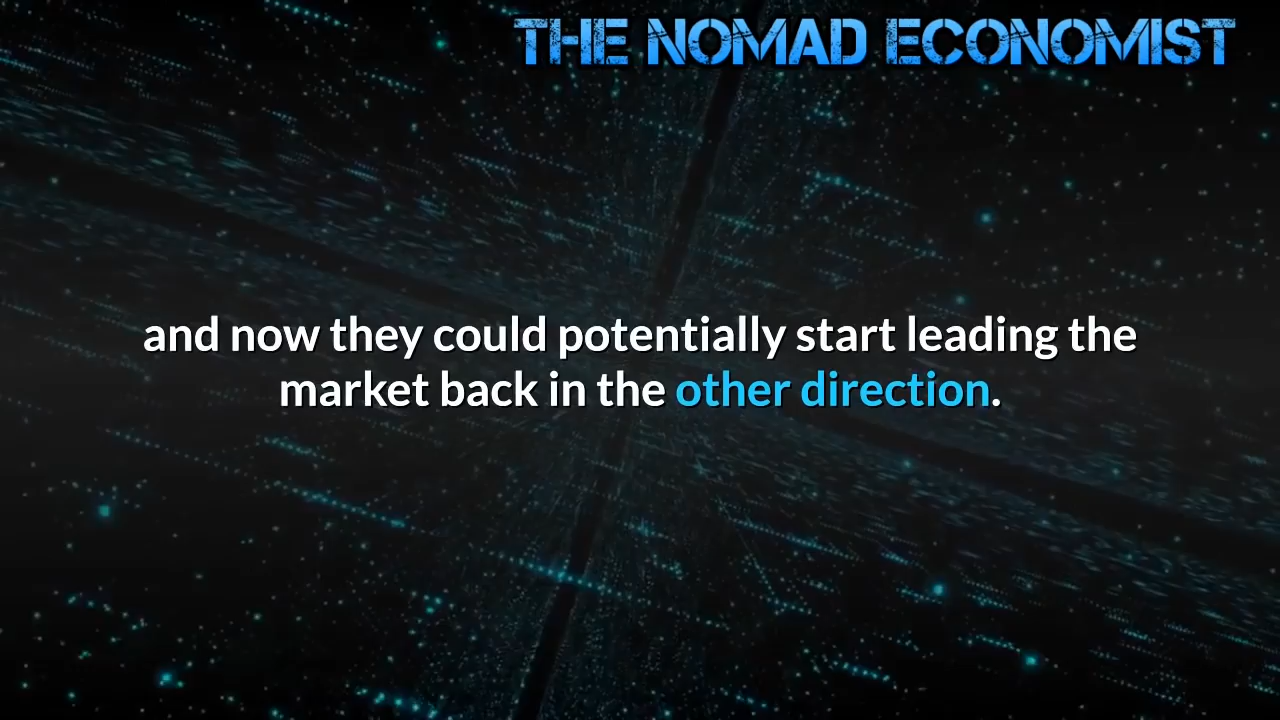 THE NOMAD ECONOMIST
and now they could potentially start leading the
market back in the other direction.